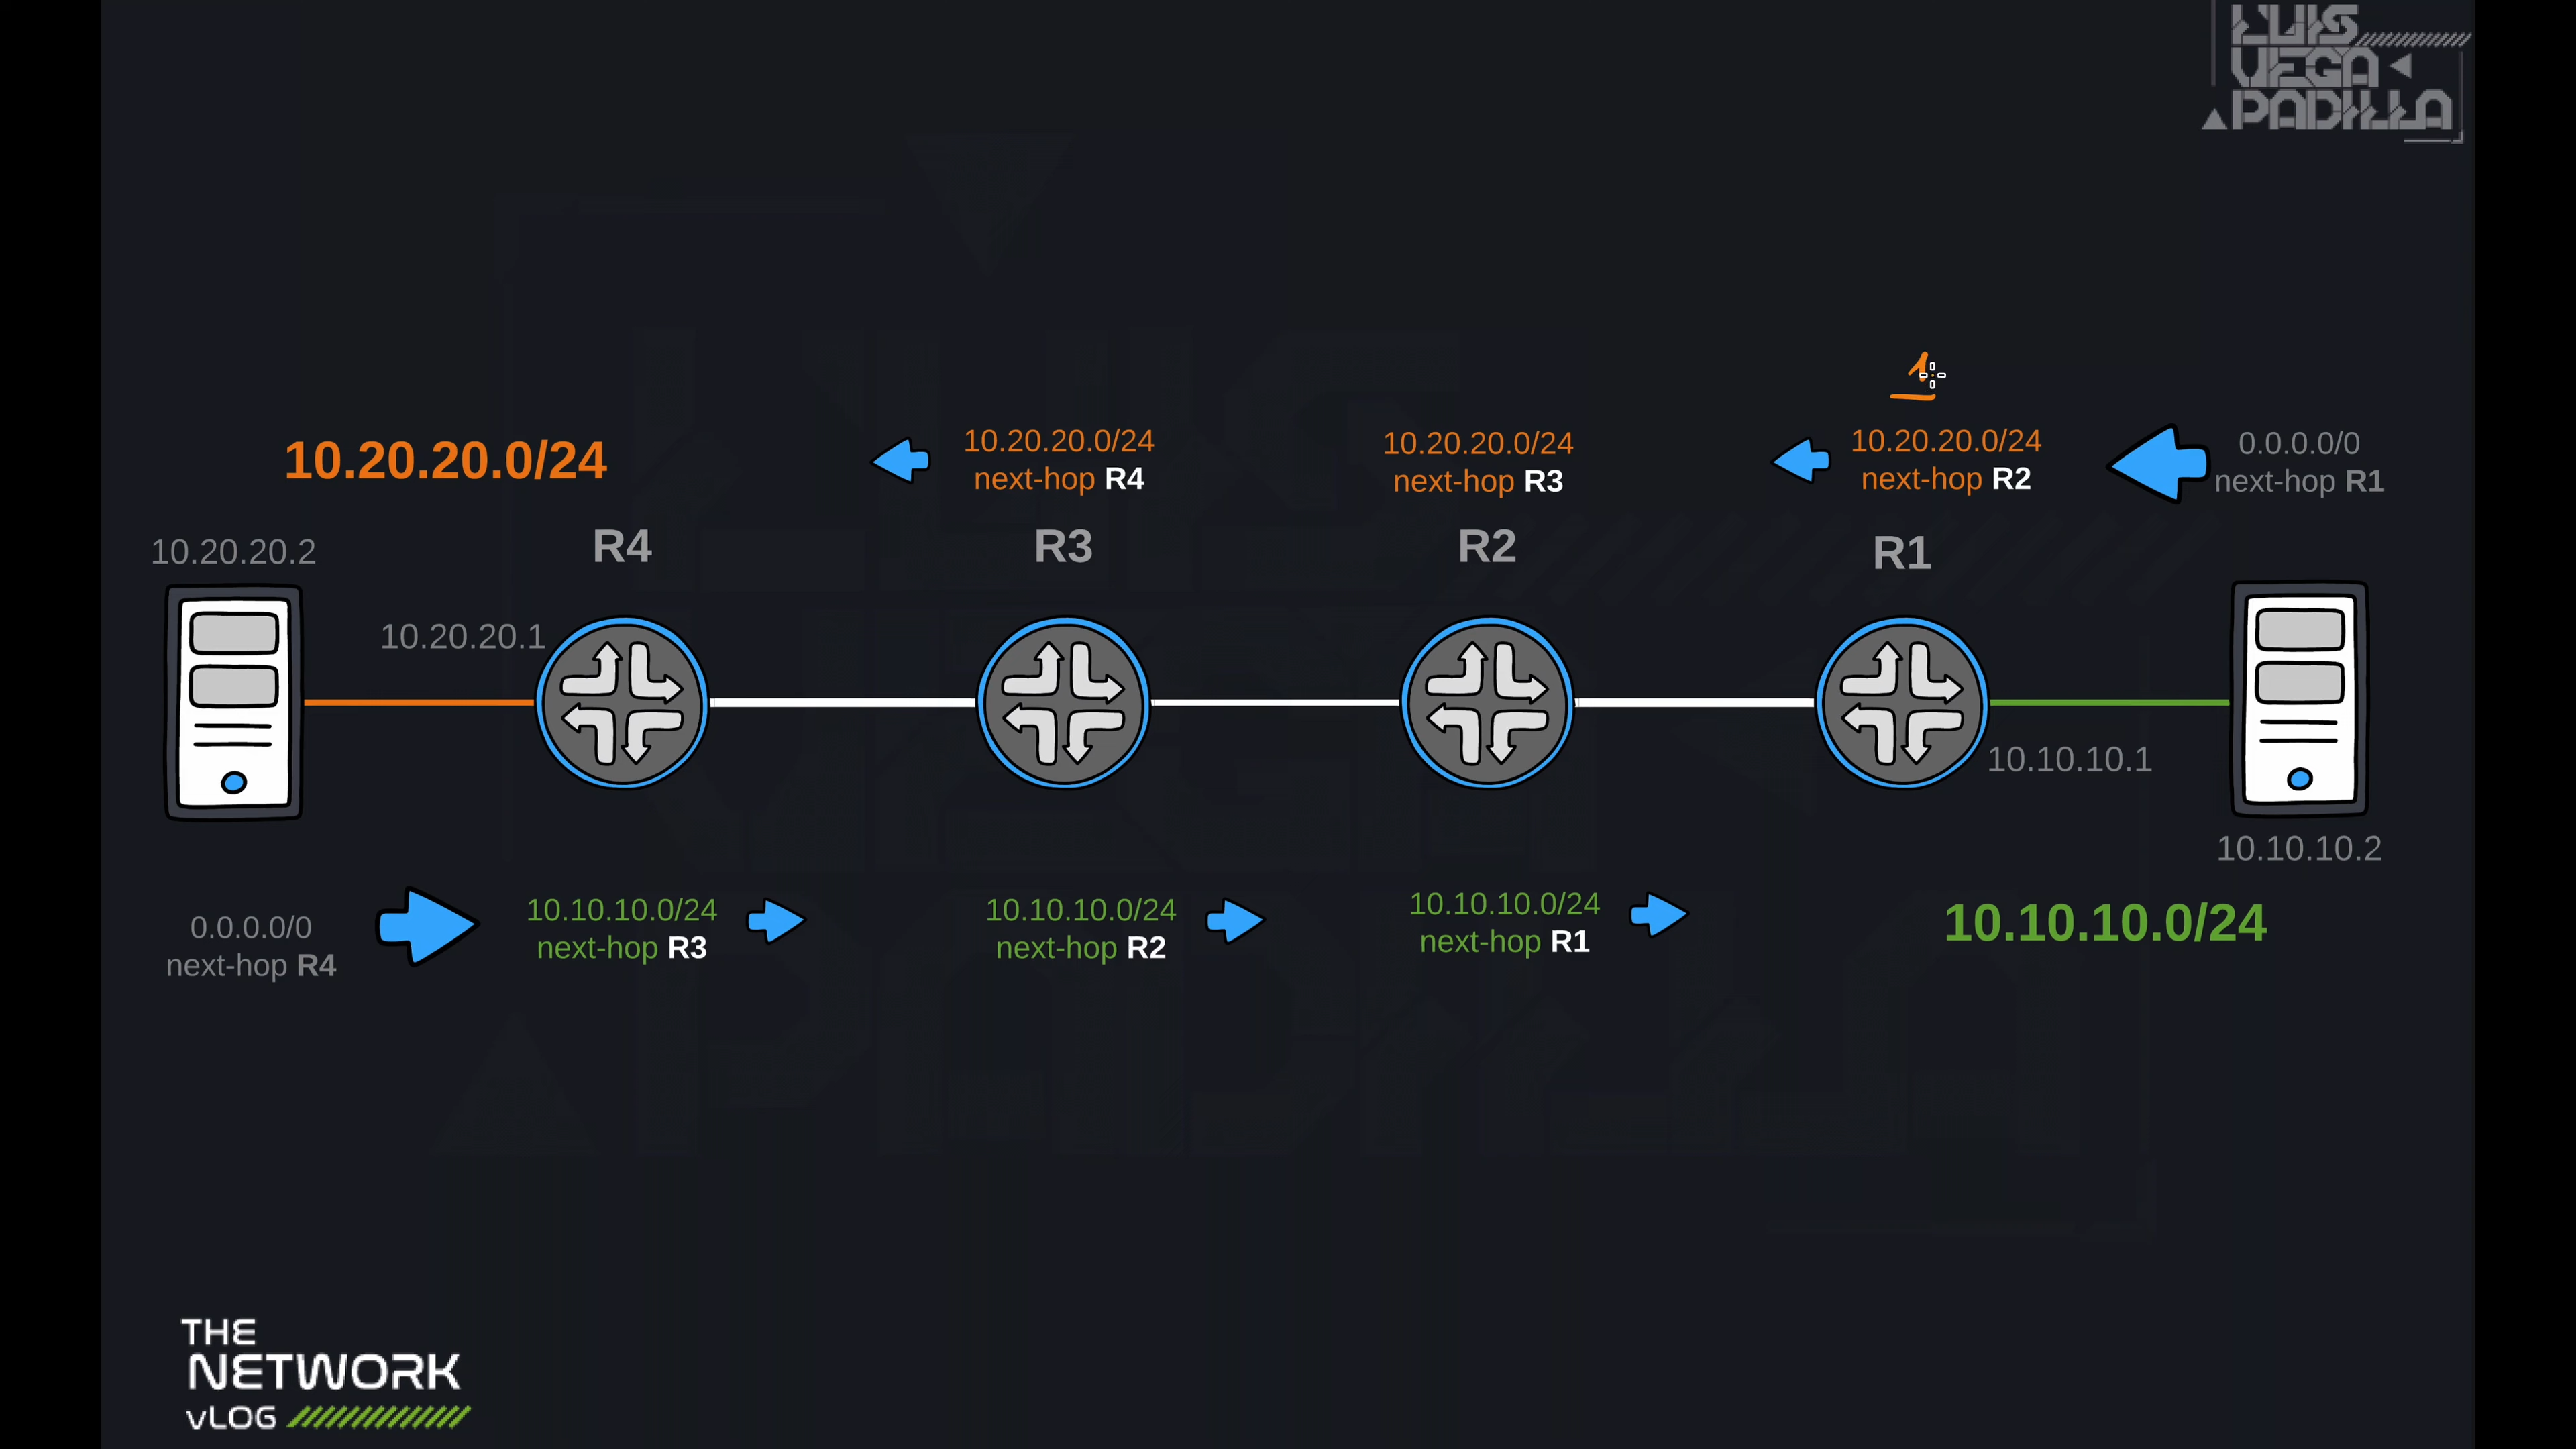 LUIS
VEGA
PADILLA
1
10.20.20.0/24
10.20.20.0/24
next-hop R4
10.20.20.0/24
next-hop R3
10.20.20.0/24
next-hop R2
0.0.0.0/0
next-hop R1
10.20.20.2
R4
R3
R2
R1
10.20.20.1
10.10.10.1
10.10.10.2
0.0.0.0/0
next-hop R4
10.10.10.0/24
next-hop R3
10.10.10.0/24
next-hop R2
10.10.10.0/24
next-hop R1
10.10.10.0/24
THE
NETWORK
vLOG